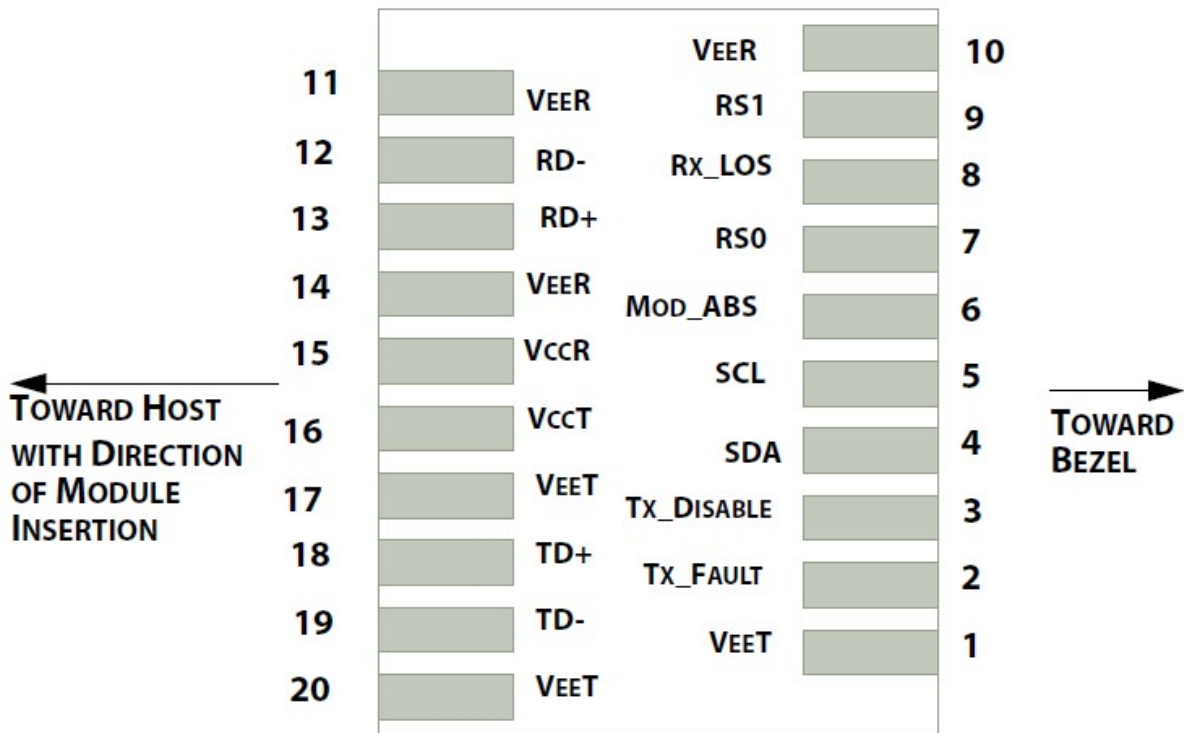 11 VEER
12 RD-
13 RD+
14 VEER
15 VCCR
16 VCCT
17 VEET
18 TD+
19 TD-
20 VEET
VEER 10
RS1 9
RX_LOS 8
RS0 7
MOD_ABS 6
SCL 5
SDA 4
TX_DISABLE 3
TX_FAULT 2
VEET 1
TOWARD HOST
WITH DIRECTION
OF MODULE
INSERTION
TOWARD
BEZEL